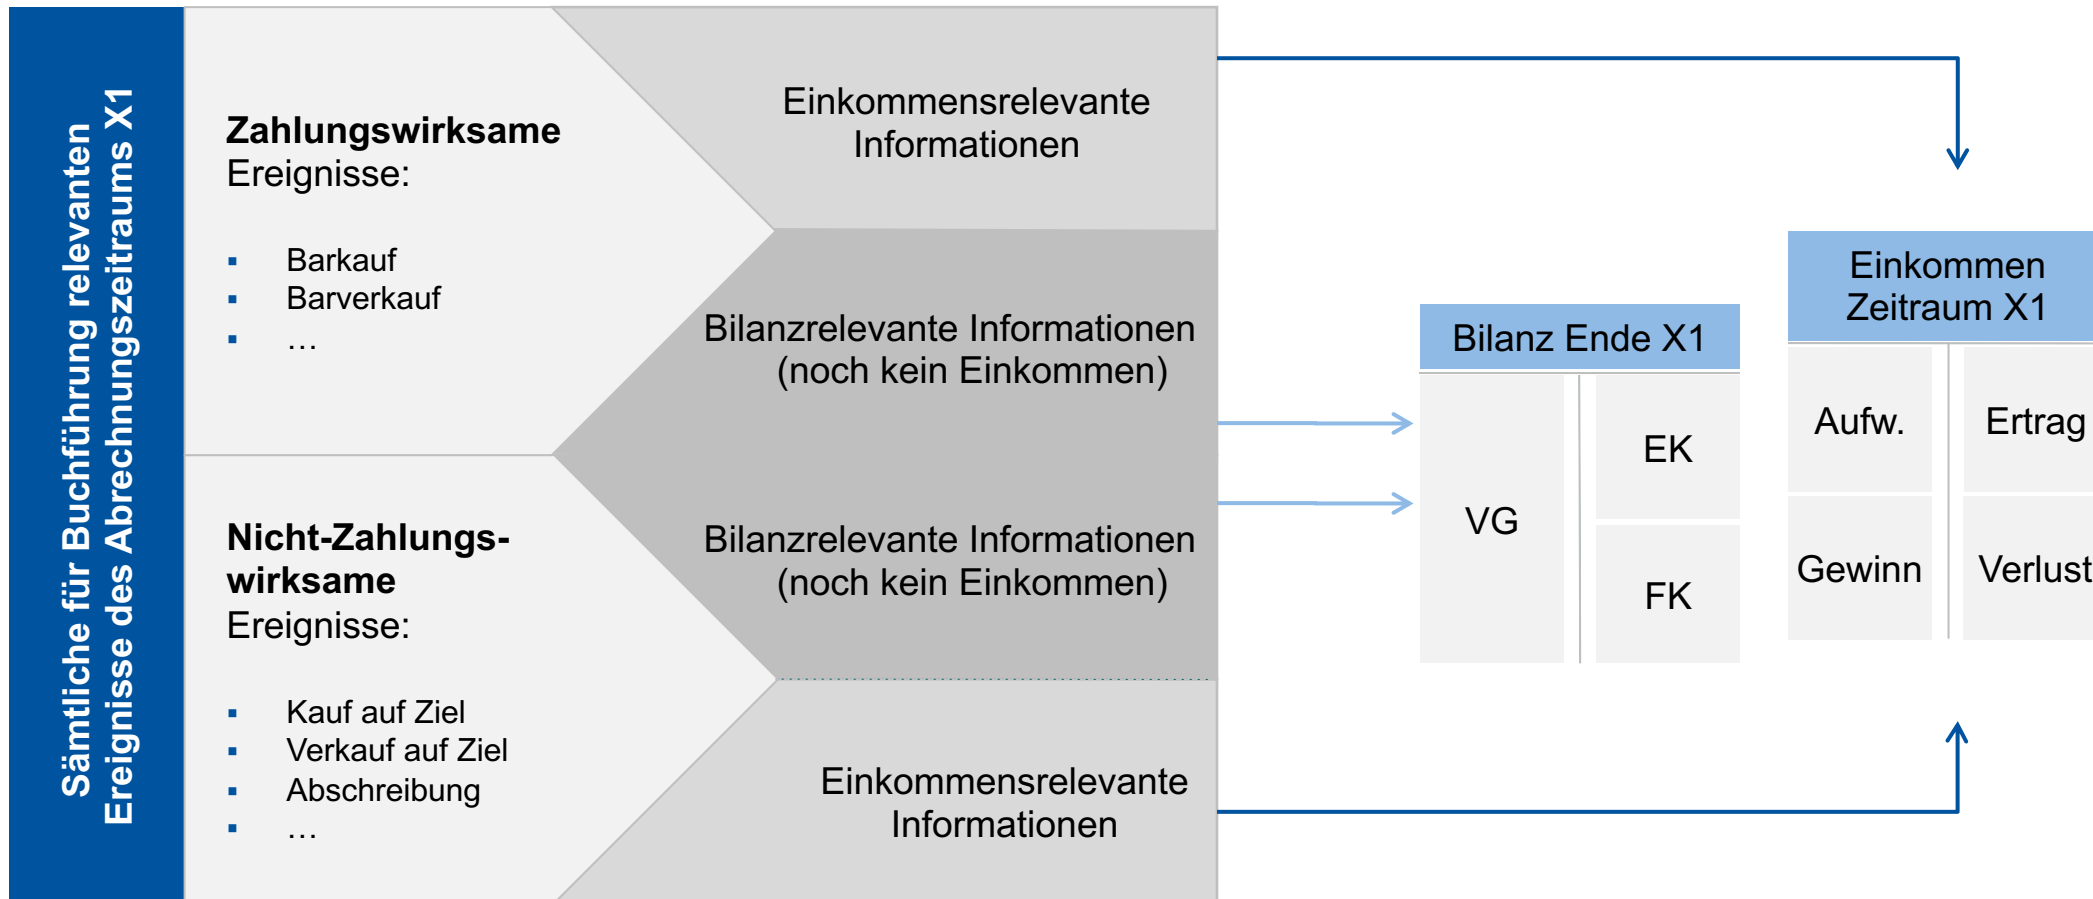 Sämtliche für Buchführung relevanten
Ereignisse des Abrechnungszeitraums X1
Zahlungswirksame
Ereignisse:
▪ Barkauf
▪ Barverkauf
▪ …
Nicht-Zahlungs-
wirksame
Ereignisse:
▪ Kauf auf Ziel
▪ Verkauf auf Ziel
▪ Abschreibung
▪ …
Einkommensrelevante
Informationen
Bilanzrelevante Informationen
(noch kein Einkommen)
Bilanzrelevante Informationen
(noch kein Einkommen)
Einkommensrelevante
Informationen
Bilanz Ende X1
VG
EK
FK
Einkommen
Zeitraum X1
Aufw.
Ertrag
Gewinn
Verlust